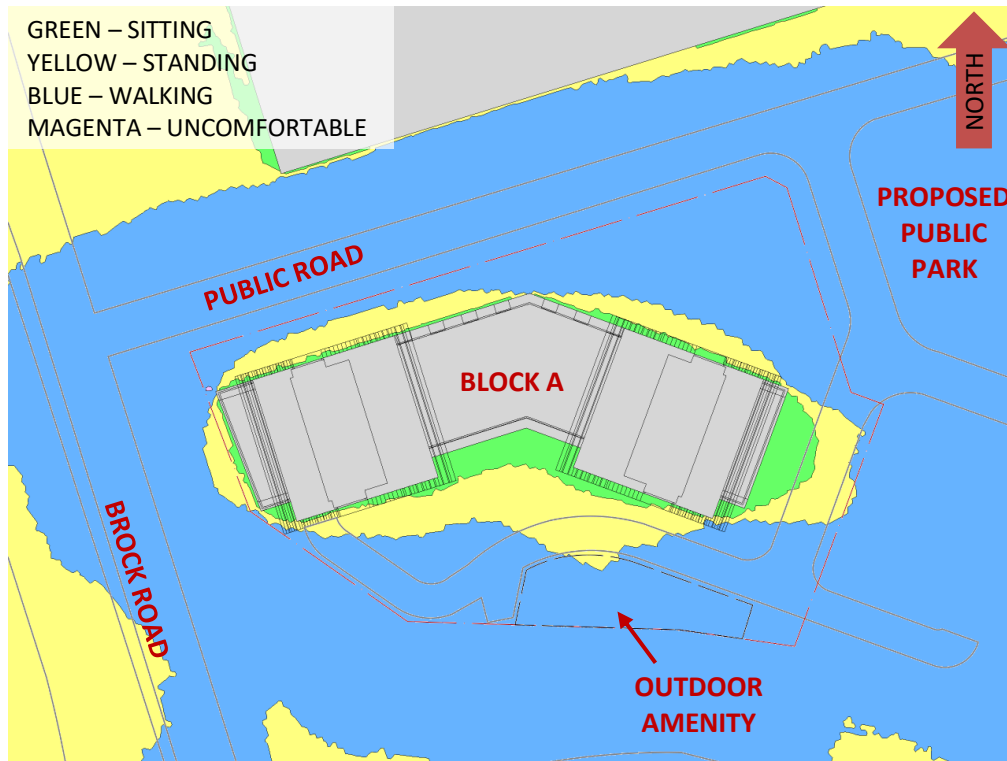 GREEN – SITTING
YELLOW – STANDING
BLUE – WALKING
MAGENTA – UNCOMFORTABLE
NORTH
PROPOSED
PUBLIC
PARK
PUBLIC ROAD
BLOCK A
BROCK ROAD
OUTDOOR
AMENITY